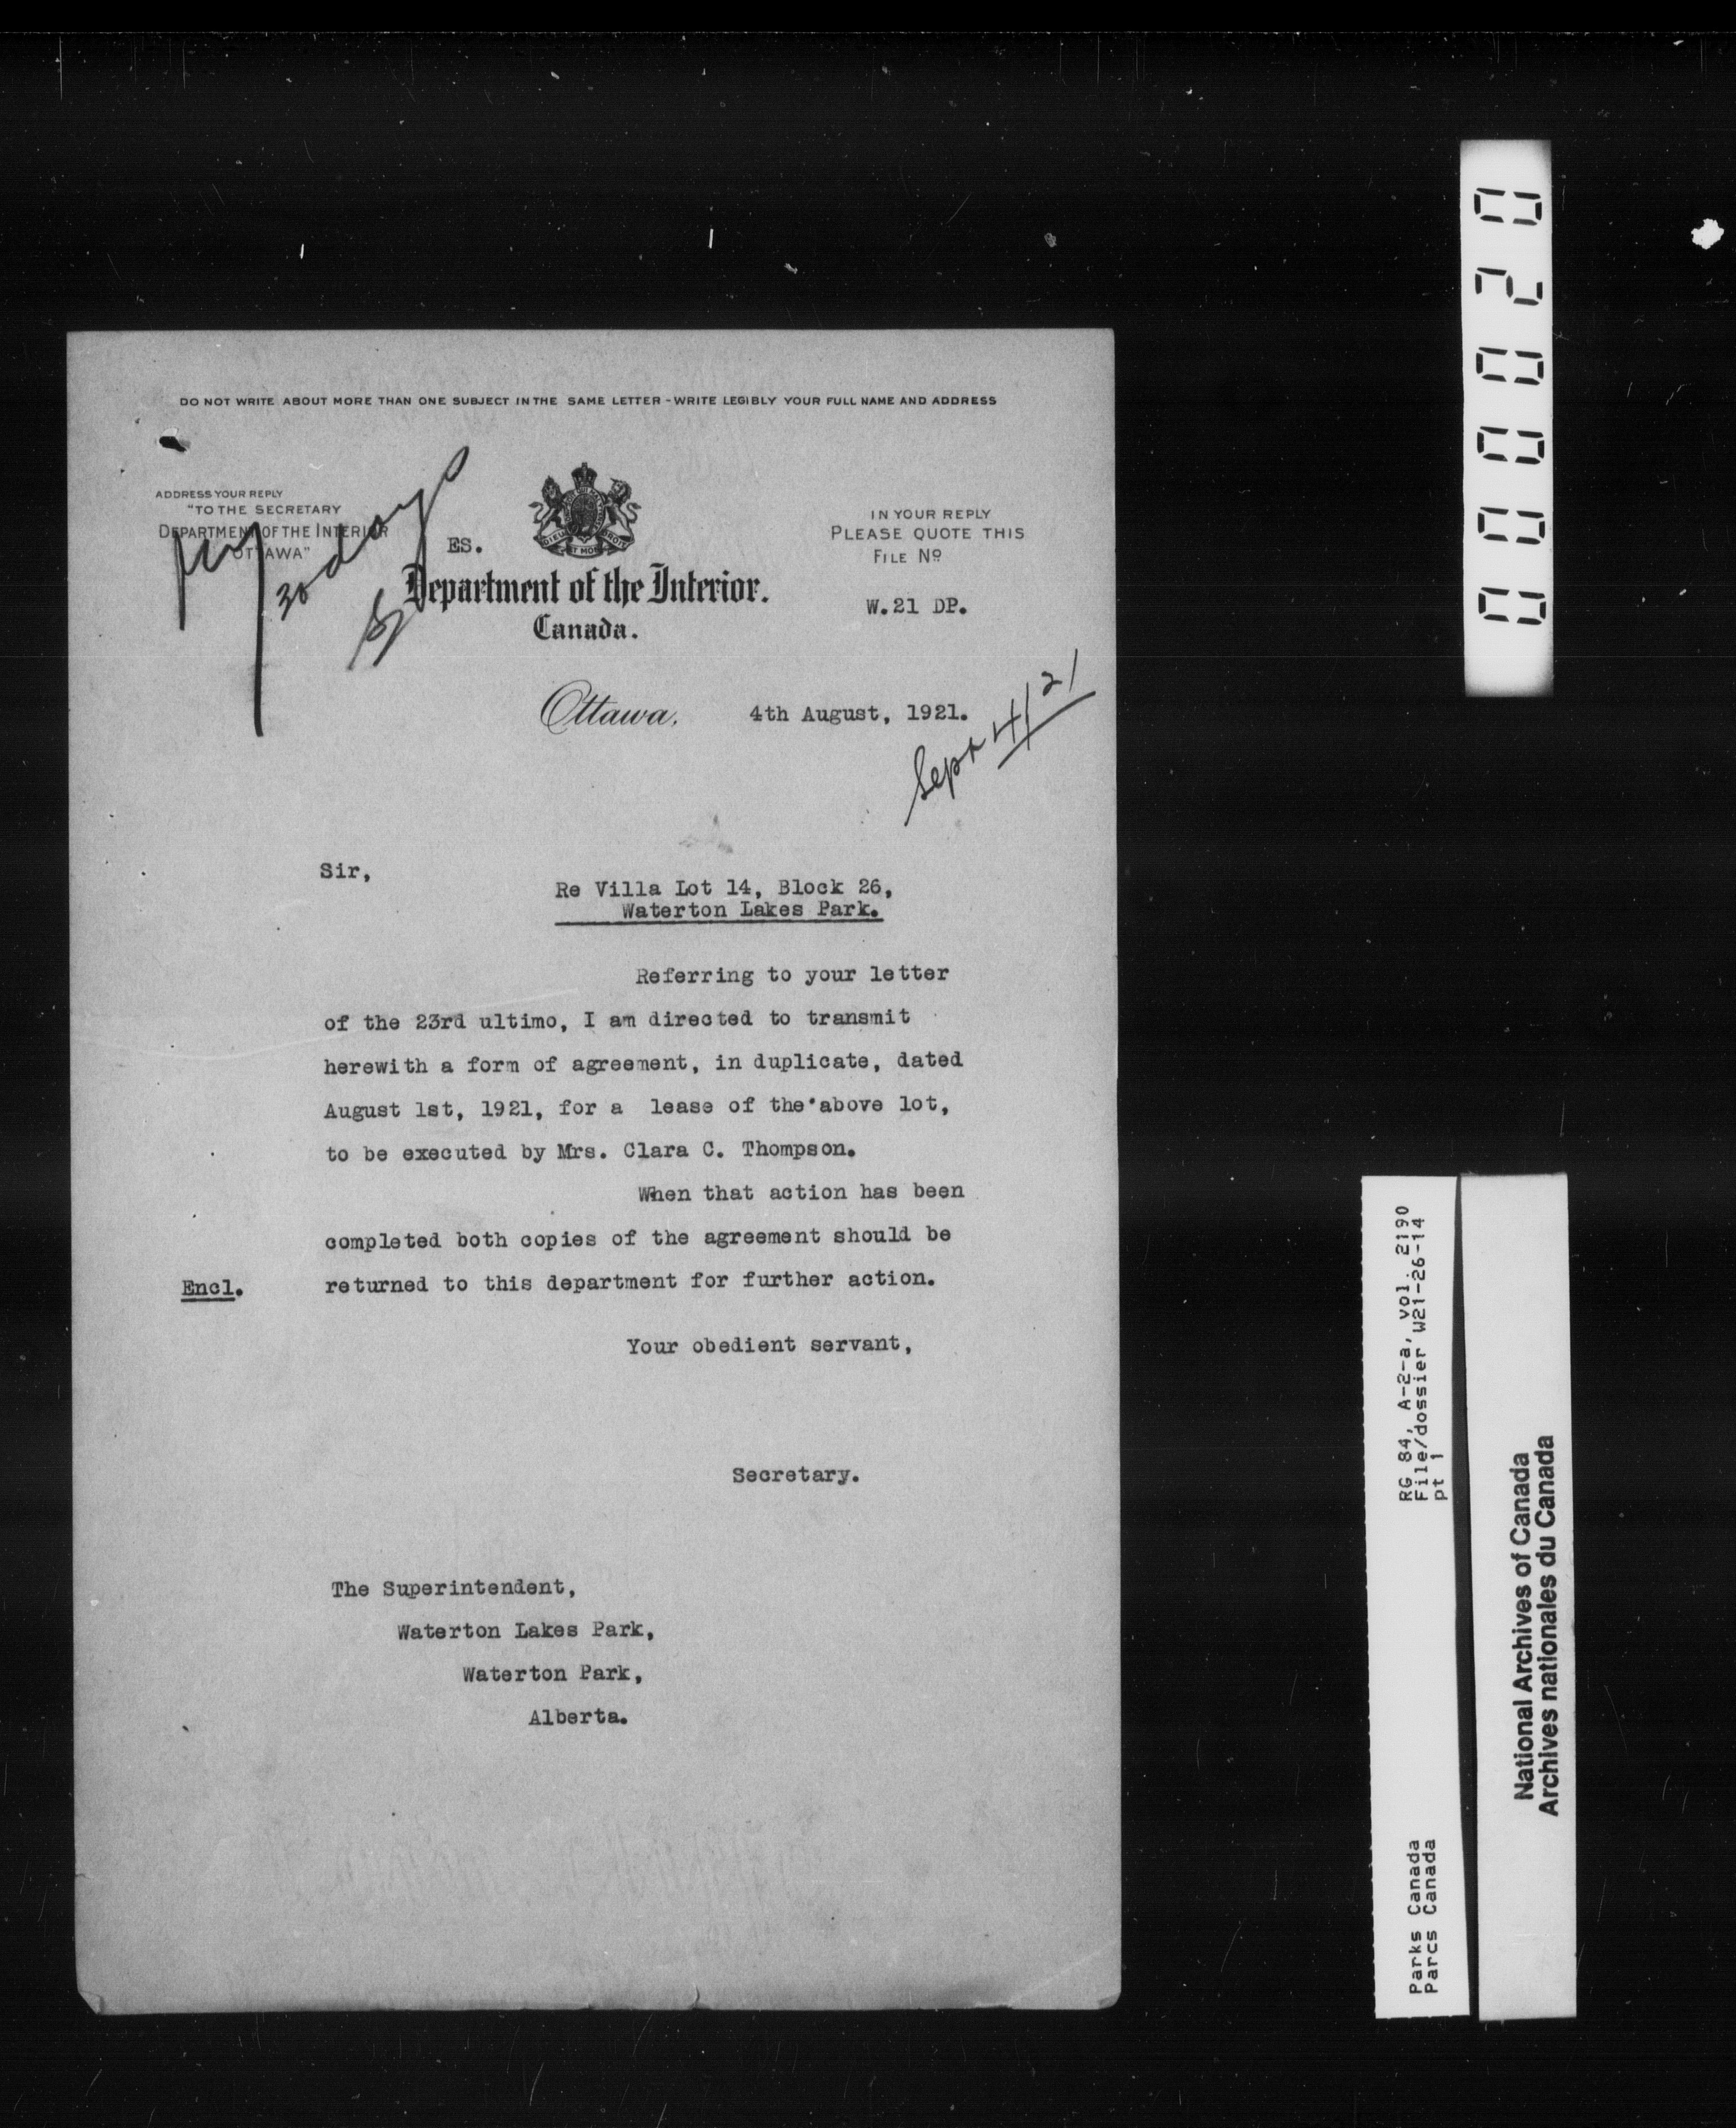 DO NOT WRITE ABOUT MORE THAN ONE SUBJECT IN THE SAME LETTER - WRITE LEGIBLY YOUR FULL NAME AND ADDRESS
ADDRESS YOUR REPLY
"TO THE SECRETARY
DEPARTMENT OF THE INTERIOR
OTTAWA"
30 days
ES.
DIEU ET MON DROIT
Department of the Interior.
Canada.
IN YOUR REPLY
PLEASE QUOTE THIS
FILE No
W.21 DP.
Ottawa, 4th August, 1921.
Sept 4/21
Sir,
Re Villa Lot 14, Block 26,
Waterton Lakes Park.
Referring to your letter
of the 23rd ultimo, I am directed to transmit
herewith a form of agreement, in duplicate, dated
August 1st, 1921, for a lease of the above lot,
to be executed by Mrs. Clara C. Thompson.
When that action has been
completed both copies of the agreement should be
Encl. returned to this department for further action.
Your obedient servant,
Secretary.
The Superintendent,
Waterton Lakes Park,
Waterton Park,
Alberta.
000020
RG 84, A-2-a, vol. 2190
File/dossier W21-26-14
pt 1
Parks Canada
Parcs Canada
National Archives of Canada
Archives nationales du Canada